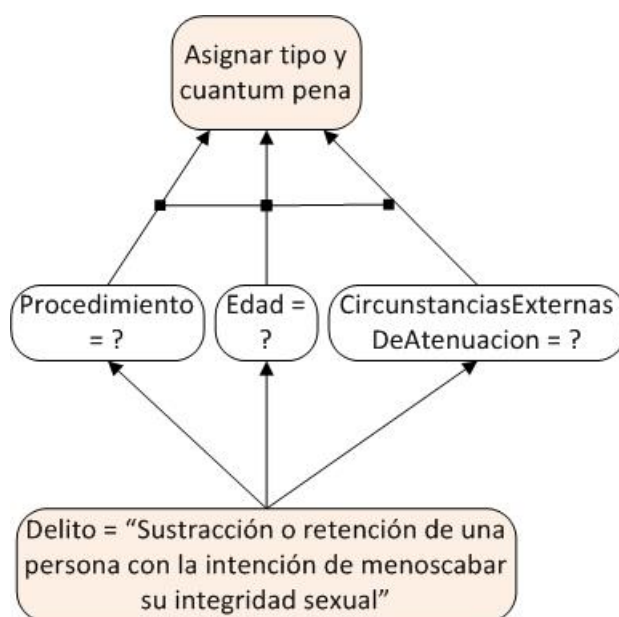 Asignar tipo y
cuantum pena
Procedimiento
= ?
Edad =
?
CircunstanciasExternas
DeAtenuacion = ?
Delito = “Sustracción o retención de una
persona con la intención de menoscabar
su integridad sexual”